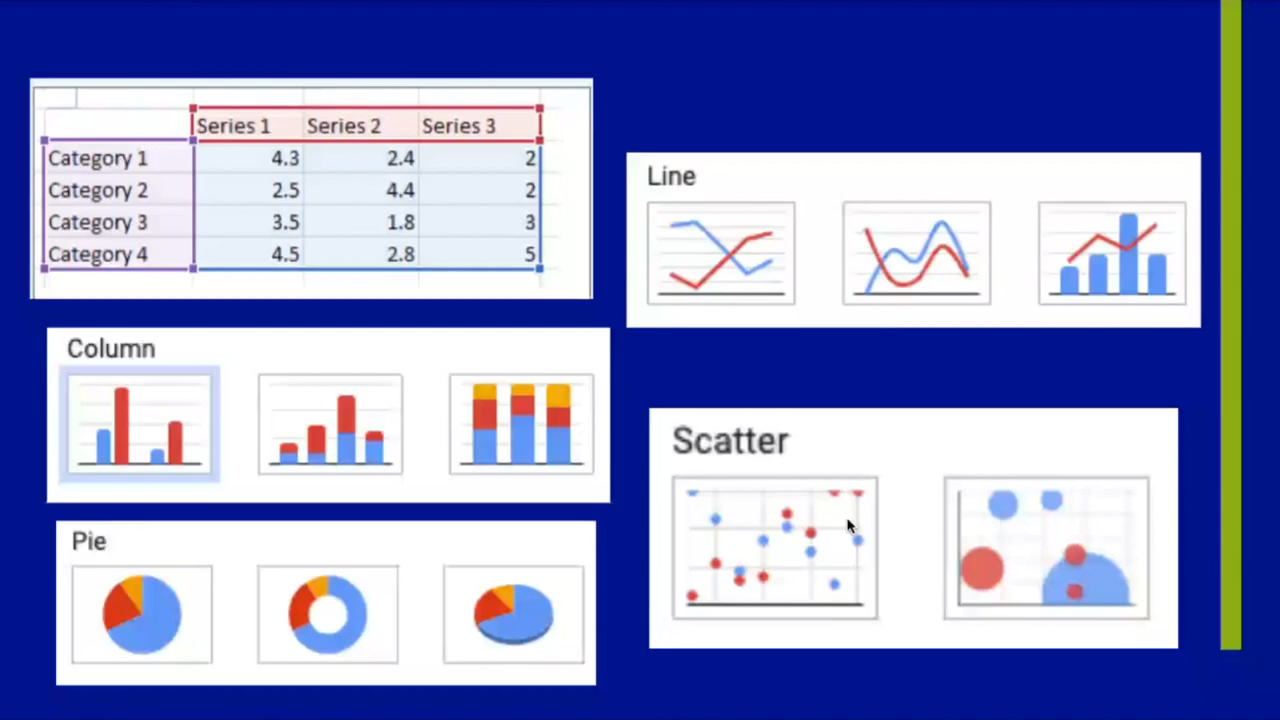 Series 1 Series 2 Series 3
Category 1 4.3 2.4 2
Category 2 2.5 4.4 2
Category 3 3.5 1.8 3
Category 4 4.5 2.8 5
Line
Column
Scatter
Pie